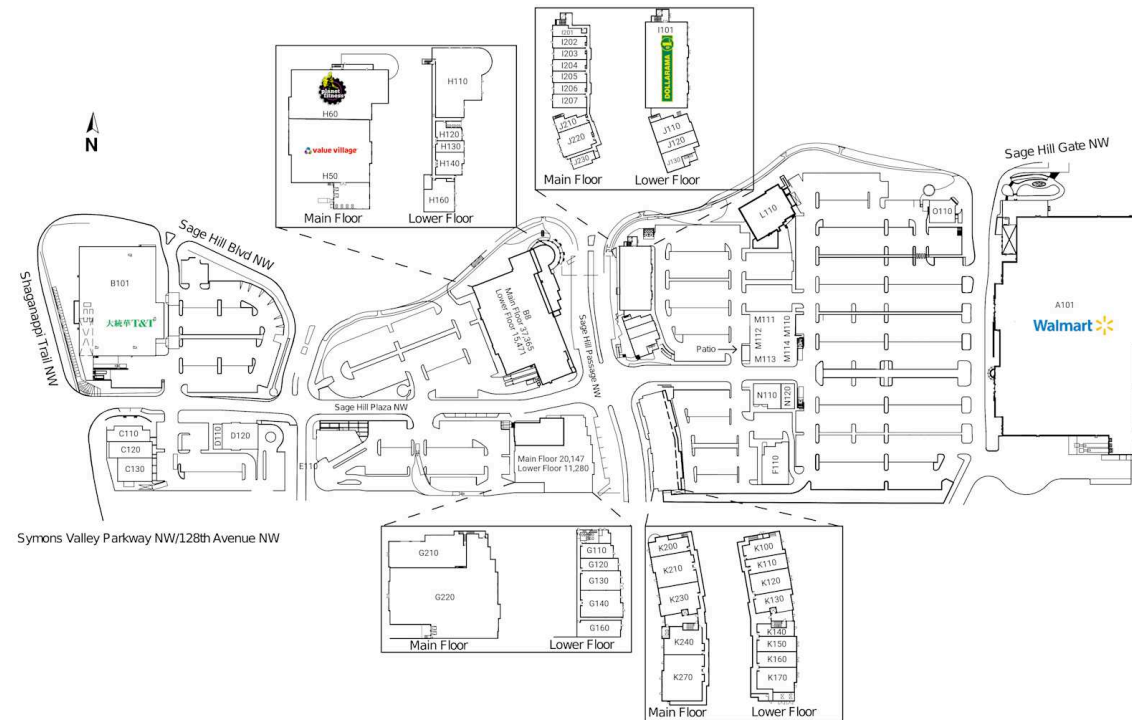 N
planet fitness
H60
value village
H50
Main Floor
H110
H120
H130
H140
H160
Lower Floor
I201
I202
I203
I204
I205
I206
I207
J210
J220
J230
Main Floor
I101
DOLLARAMA
J110
J120
J130
Lower Floor
Sage Hill Gate NW
Sage Hill Blvd NW
Shaganappi Trail NW
B101
大統華T&T
B8
Main Floor 37,365
Lower Floor 15,471
Sage Hill Passage NW
L110
O110
A101
Walmart
M111
M110
M112
M114
M113
Patio
N110
N120
F110
Sage Hill Plaza NW
C110
C120
C130
D110
D120
E110
Main Floor 20,147
Lower Floor 11,280
Symons Valley Parkway NW/128th Avenue NW
G210
G220
Main Floor
G110
G120
G130
G140
G160
Lower Floor
K200
K210
K230
K240
K270
Main Floor
K100
K110
K120
K130
K140
K150
K160
K170
Lower Floor